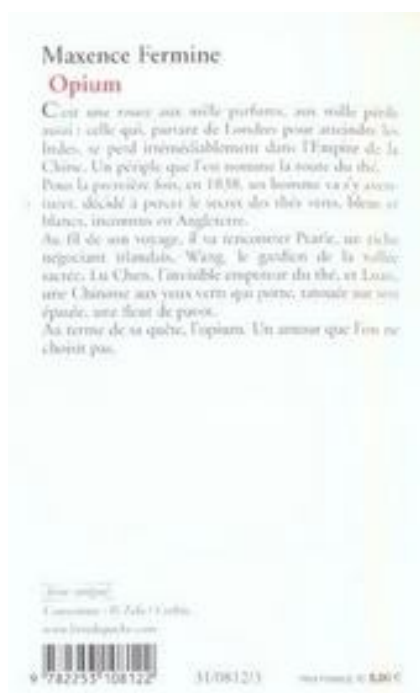 Maxence Fermine
Opium
C'est une route aux mille parfums, aux mille périls
aussi : celle qui, partant de Londres pour atteindre les
Indes, se perd irrémédiablement dans l'Empire de la
Chine. Un périple que l'on nomme la route du thé.
Pour la première fois, en 1838, un homme va s'y aven-
turer, décidé à percer le secret des thés verts, bleus et
blancs, inconnus en Angleterre.
Au fil de son voyage, il va rencontrer Pearle, un riche
négociant irlandais, Wang, le gardien de la vallée
sacrée, Lu Chen, l'invisible empereur du thé, et Loan,
une Chinoise aux yeux verts qui porte, tatouée sur son
épaule, une fleur de pavot.
Au terme de sa quête, l'opium. Un amour que l'on ne
choisit pas.
Texte intégral
Couverture : © Zefa / Corbis.
www.livredepoche.com
9 782253 108122
31/0812/3